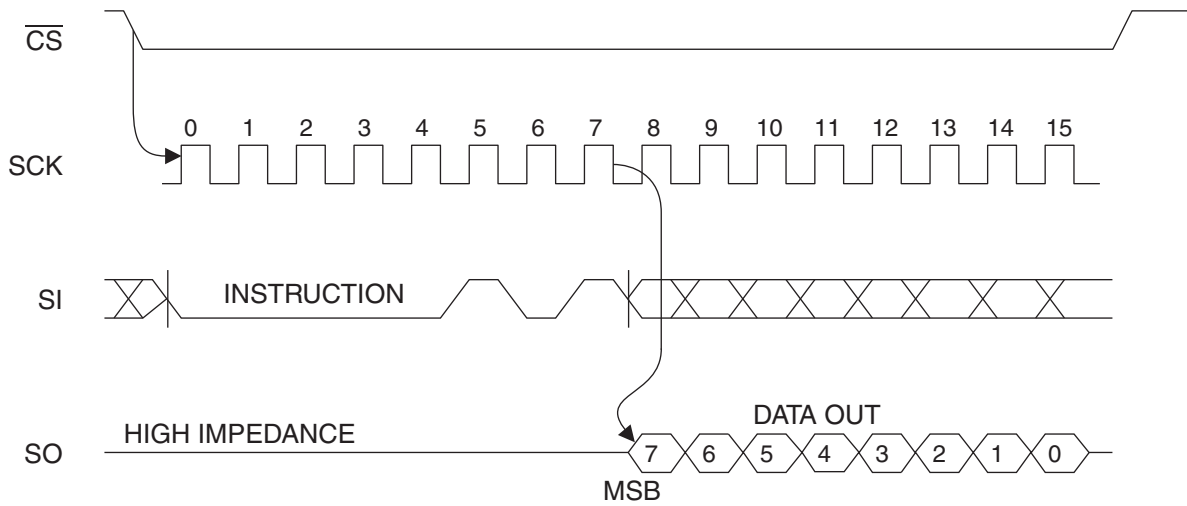 C̅S̅
0 1 2 3 4 5 6 7 8 9 10 11 12 13 14 15
SCK
SI
INSTRUCTION
HIGH IMPEDANCE
DATA OUT
SO
7 6 5 4 3 2 1 0
MSB